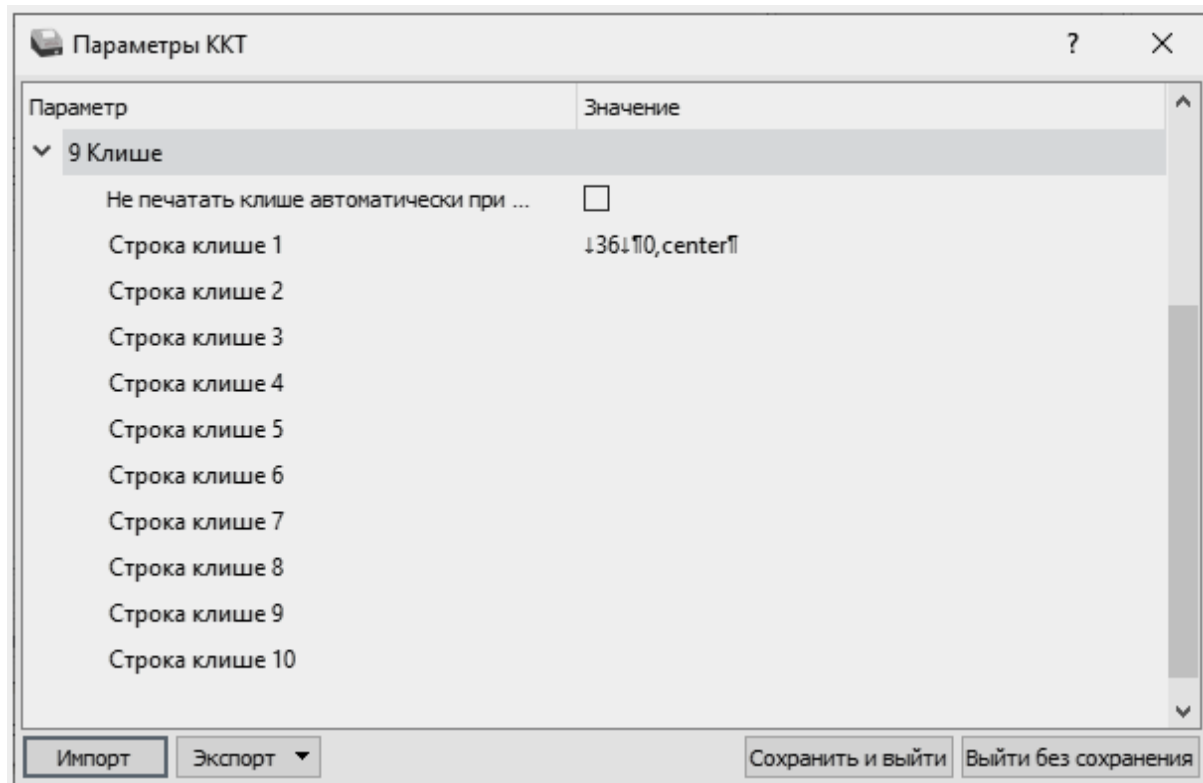 Параметры ККТ ?
Параметр Значение
9 Клише
Не печатать клише автоматически при ...
Строка клише 1 ↓36↓¶0,center¶
Строка клише 2
Строка клише 3
Строка клише 4
Строка клише 5
Строка клише 6
Строка клише 7
Строка клише 8
Строка клише 9
Строка клише 10
Импорт Экспорт Сохранить и выйти Выйти без сохранения